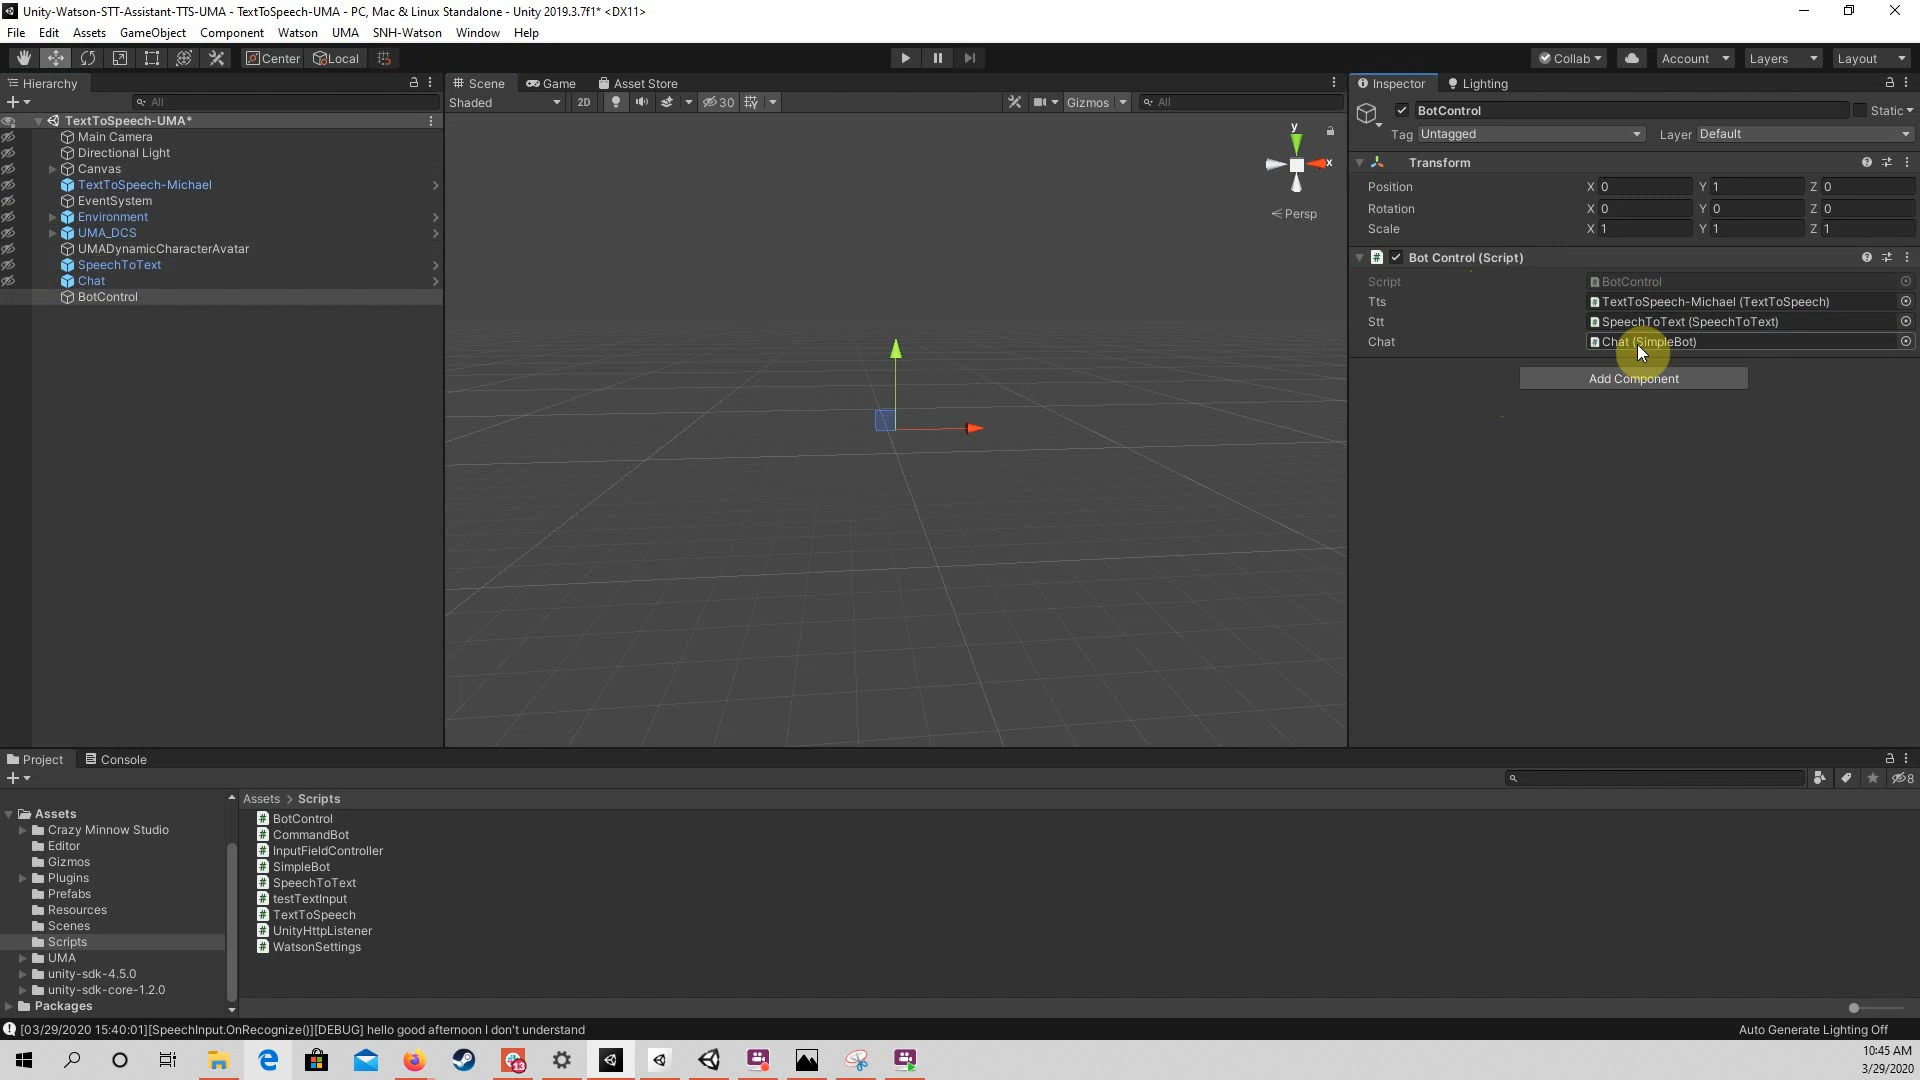 Unity-Watson-STT-Assistant-TTS-UMA - TextToSpeech-UMA - PC, Mac & Linux Standalone - Unity 2019.3.7f1* <DX11>
File Edit Assets GameObject Component Watson UMA SNH-Watson Window Help
Center Local Collab Account Layers Layout
Hierarchy
All
TextToSpeech-UMA*
Main Camera
Directional Light
Canvas
TextToSpeech-Michael
EventSystem
Environment
UMA_DCS
UMADynamicCharacterAvatar
SpeechToText
Chat
BotControl
Scene Game Asset Store
Shaded 2D 30 Gizmos All
y
x
Persp
Inspector Lighting
BotControl Static
Tag Untagged Layer Default
Transform
Position X 0 Y 1 Z 0
Rotation X 0 Y 0 Z 0
Scale X 1 Y 1 Z 1
# Bot Control (Script)
Script BotControl
Tts TextToSpeech-Michael (TextToSpeech)
Stt SpeechToText (SpeechToText)
Chat Chat (SimpleBot)
Add Component
Project Console
8
Assets
Crazy Minnow Studio
Editor
Gizmos
Plugins
Prefabs
Resources
Scenes
Scripts
UMA
unity-sdk-4.5.0
unity-sdk-core-1.2.0
Packages
Assets > Scripts
# BotControl
# CommandBot
# InputFieldController
# SimpleBot
# SpeechToText
# testTextInput
# TextToSpeech
# UnityHttpListener
# WatsonSettings
[03/29/2020 15:40:01][SpeechInput.OnRecognize()][DEBUG] hello good afternoon I don't understand
Auto Generate Lighting Off
13
10:45 AM
3/29/2020